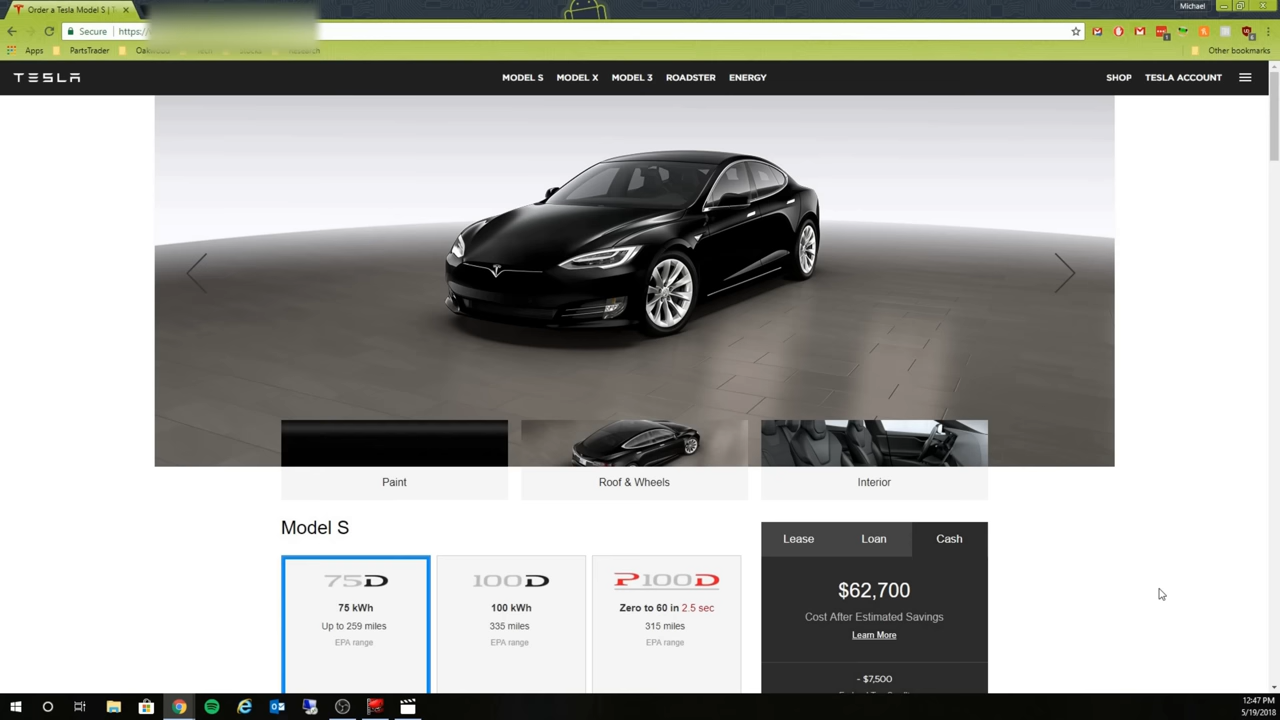 Order a Tesla Model S | T
Michael
Secure
https://
Apps
PartsTrader
Other bookmarks
TESLA
MODEL S
MODEL X
MODEL 3
ROADSTER
ENERGY
SHOP
TESLA ACCOUNT
Paint
Roof & Wheels
Interior
Model S
Lease
Loan
Cash
75D
75 kWh
Up to 259 miles
EPA range
100D
100 kWh
335 miles
EPA range
P100D
Zero to 60 in 2.5 sec
315 miles
EPA range
$62,700
Cost After Estimated Savings
Learn More
- $7,500
12:47 PM
5/19/2018